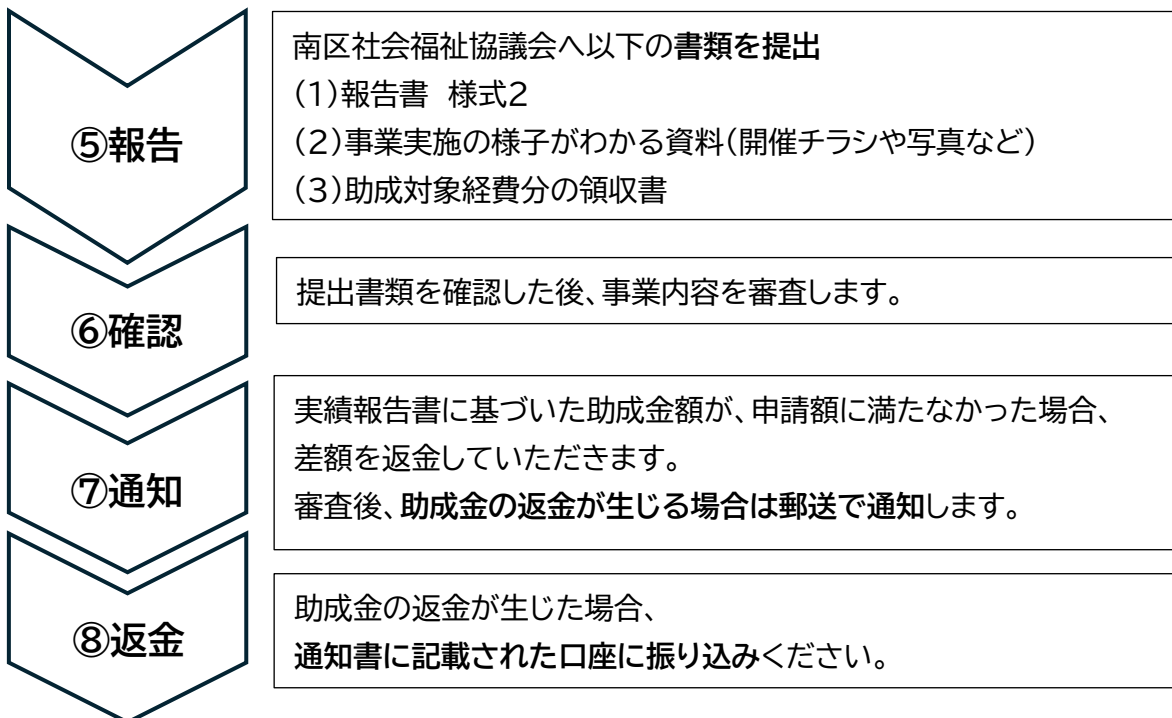 ⑤報告
南区社会福祉協議会へ以下の書類を提出
(1)報告書 様式2
(2)事業実施の様子がわかる資料(開催チラシや写真など)
(3)助成対象経費分の領収書
⑥確認
提出書類を確認した後、事業内容を審査します。
⑦通知
実績報告書に基づいた助成金額が、申請額に満たなかった場合、
差額を返金していただきます。
審査後、助成金の返金が生じる場合は郵送で通知します。
⑧返金
助成金の返金が生じた場合、
通知書に記載された口座に振り込みください。